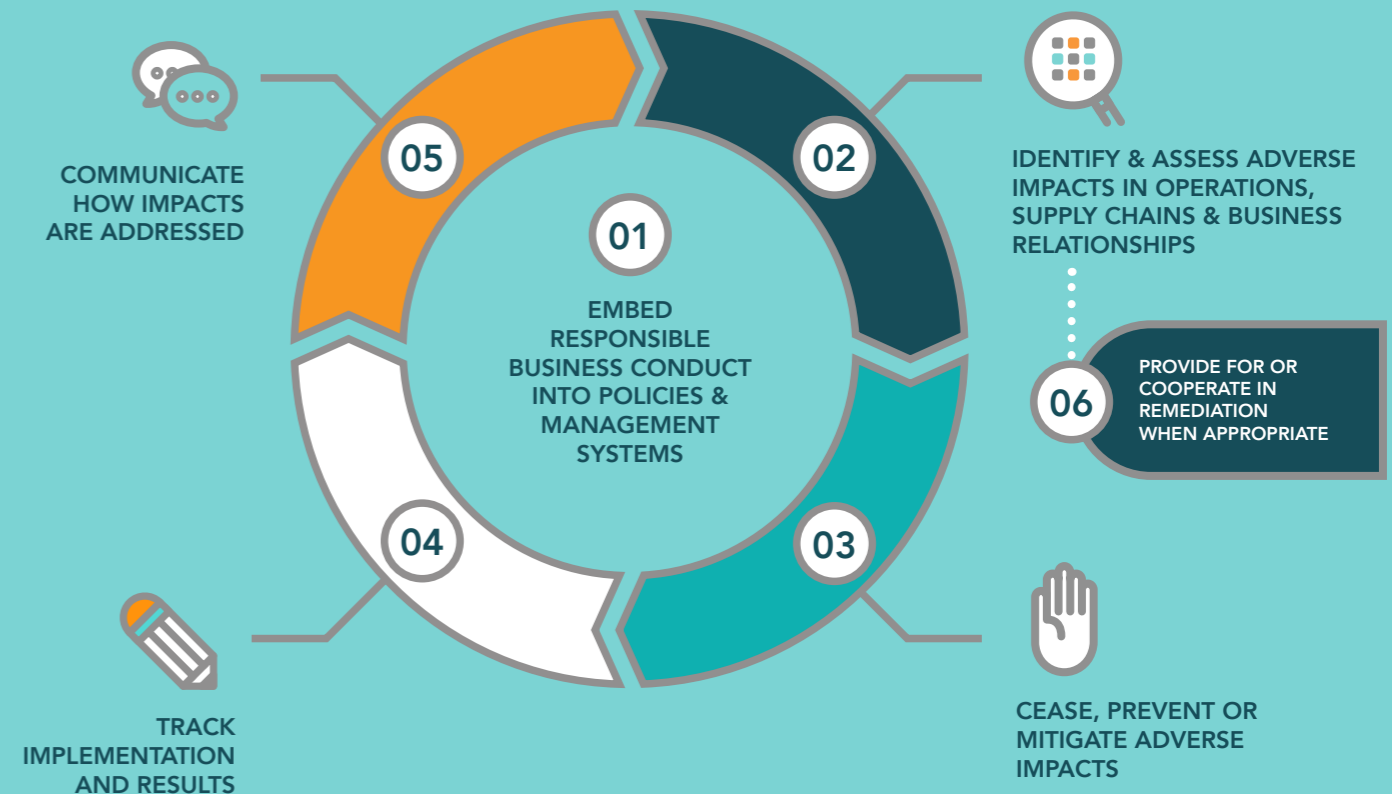 01
EMBED
RESPONSIBLE
BUSINESS CONDUCT
INTO POLICIES &
MANAGEMENT
SYSTEMS
02
IDENTIFY & ASSESS ADVERSE
IMPACTS IN OPERATIONS,
SUPPLY CHAINS & BUSINESS
RELATIONSHIPS
06
PROVIDE FOR OR
COOPERATE IN
REMEDIATION
WHEN APPROPRIATE
03
CEASE, PREVENT OR
MITIGATE ADVERSE
IMPACTS
04
TRACK
IMPLEMENTATION
AND RESULTS
05
COMMUNICATE
HOW IMPACTS
ARE ADDRESSED